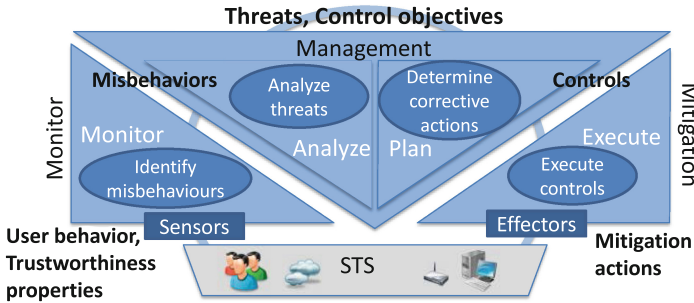 Threats, Control objectives
Management
Misbehaviors
Analyze
threats
Determine
corrective
actions
Controls
Monitor
Mitigation
Monitor
Analyze
Plan
Execute
Identify
misbehaviours
Execute
controls
Sensors
Effectors
User behavior,
Trustworthiness
properties
STS
Mitigation
actions